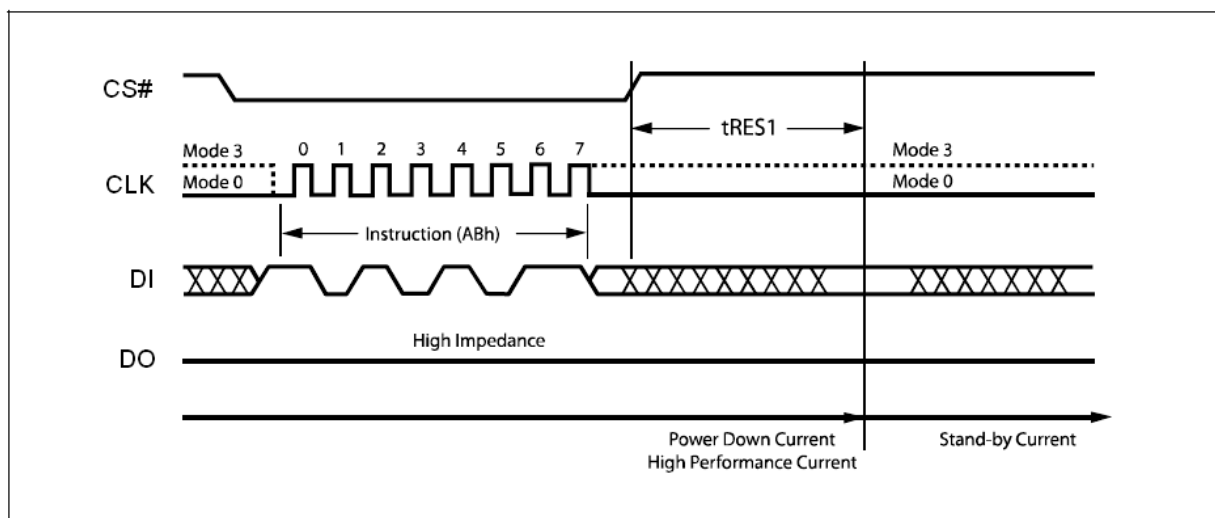 CS#
tRES1
Mode 3
0 1 2 3 4 5 6 7
Mode 3
CLK
Mode 0
Mode 0
Instruction (ABh)
DI
High Impedance
DO
Power Down Current
Stand-by Current
High Performance Current